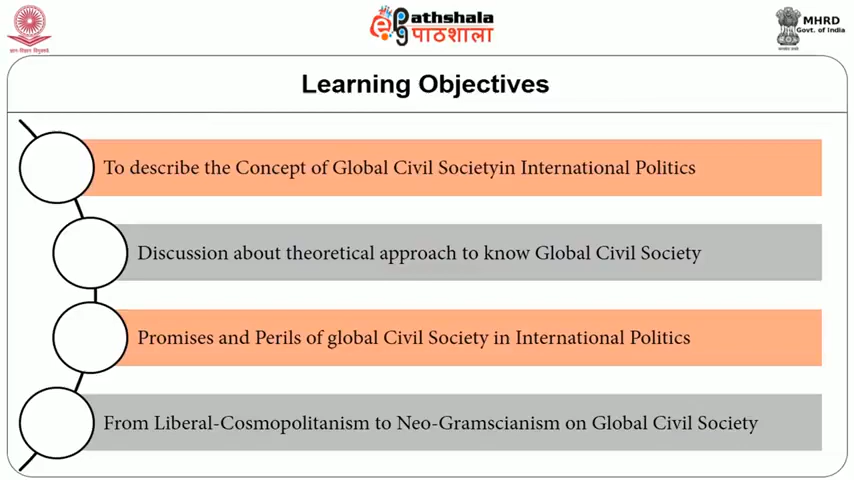 ePathshala
पाठशाला
MHRD
Govt. of India
Learning Objectives
To describe the Concept of Global Civil Societyin International Politics
Discussion about theoretical approach to know Global Civil Society
Promises and Perils of global Civil Society in International Politics
From Liberal-Cosmopolitanism to Neo-Gramscianism on Global Civil Society